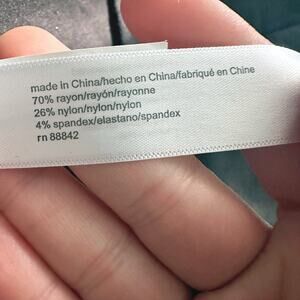 made in China/hecho en China/fabriqué en Chine
70% rayon/rayón/rayonne
26% nylon/nylon/nylon
4% spandex/elastano/spandex
rn 88842